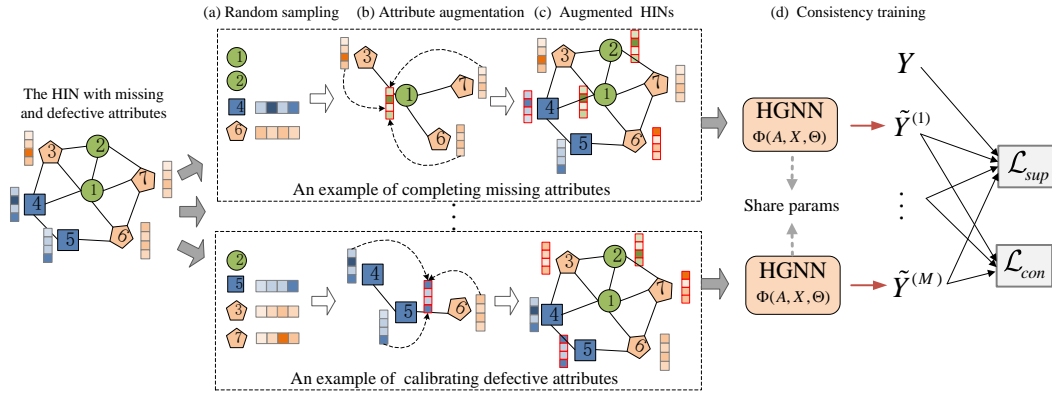 (a) Random sampling
(b) Attribute augmentation
(c) Augmented HINs
(d) Consistency training
The HIN with missing
and defective attributes
3
2
1
4
7
5
6
1
2
4
6
3
1
7
6
2
3
1
4
7
5
6
An example of completing missing attributes
2
5
3
7
4
5
6
2
3
1
4
7
5
6
An example of calibrating defective attributes
HGNN
Φ(A, X, Θ)
Share params
HGNN
Φ(A, X, Θ)
Y
Ỹ⁽¹⁾
Ỹ⁽ᴹ⁾
ℒsup
ℒcon